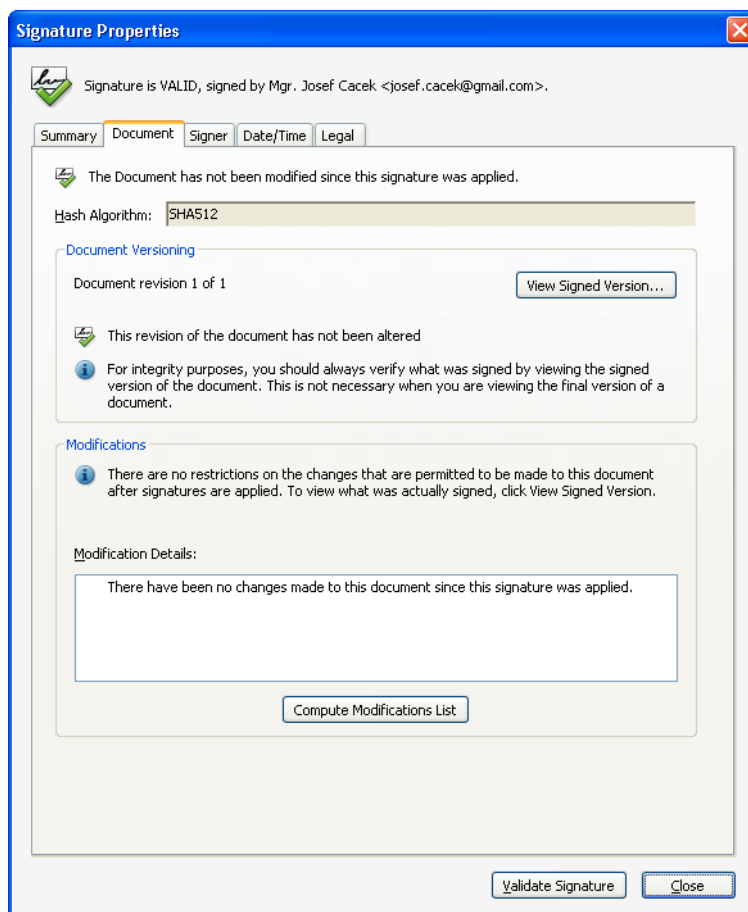 Signature Properties
Signature is VALID, signed by Mgr. Josef Cacek <josef.cacek@gmail.com>.
Summary Document Signer Date/Time Legal
The Document has not been modified since this signature was applied.
Hash Algorithm: SHA512
Document Versioning
Document revision 1 of 1 View Signed Version...
This revision of the document has not been altered
For integrity purposes, you should always verify what was signed by viewing the signed
version of the document. This is not necessary when you are viewing the final version of a
document.
Modifications
There are no restrictions on the changes that are permitted to be made to this document
after signatures are applied. To view what was actually signed, click View Signed Version.
Modification Details:
There have been no changes made to this document since this signature was applied.
Compute Modifications List
Validate Signature Close